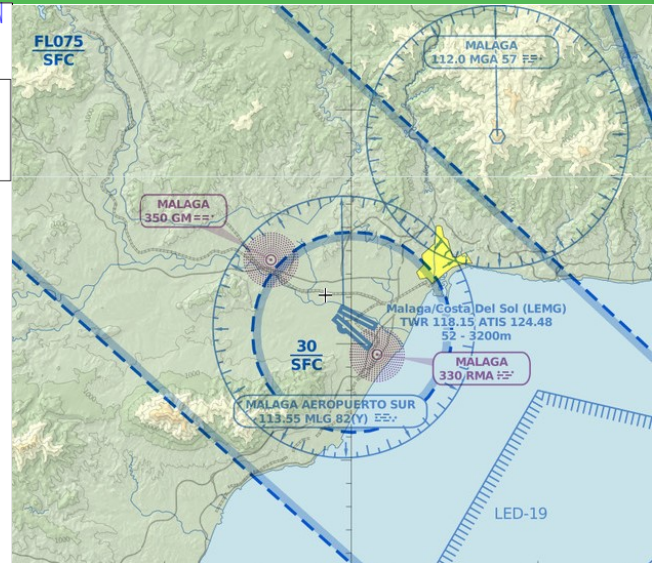 FL075
SFC
MALAGA
112.0 MGA 57
MALAGA
350 GM
Malaga/Costa Del Sol (LEMG)
TWR 118.15 ATIS 124.48
52 - 3200m
30
SFC
MALAGA
330 RMA
MALAGA AEROPUERTO SUR
113.55 MLG 82(Y)
LED-19